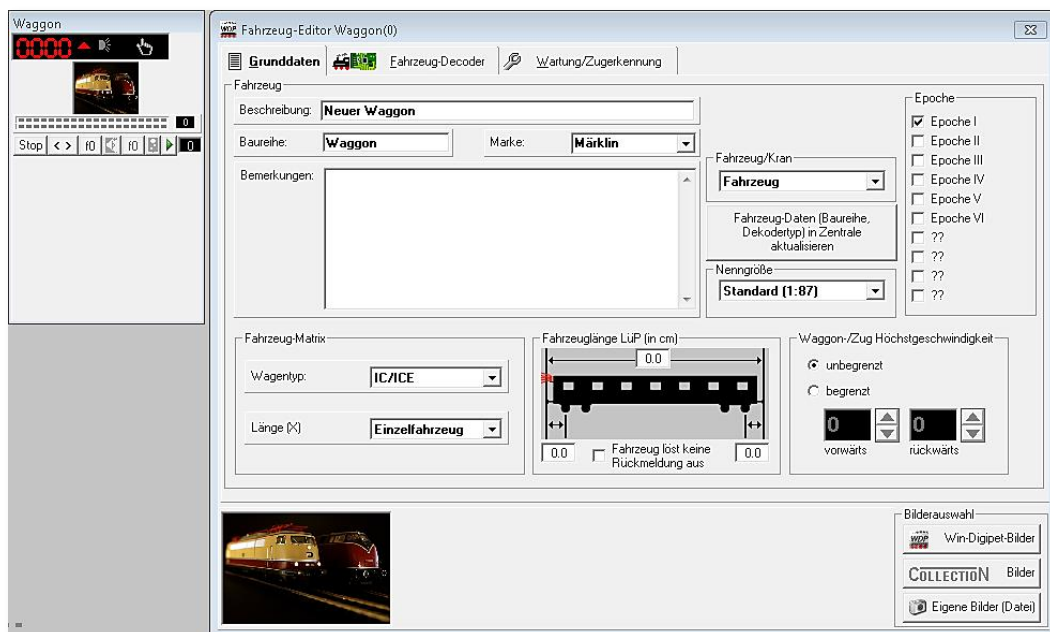 Waggon
0000
0
Stop < > f0 f0 0
WDP Fahrzeug-Editor Waggon(0)
Grunddaten Fahrzeug-Decoder Wartung/Zugerkennung
Fahrzeug
Beschreibung: Neuer Waggon
Baureihe: Waggon Marke: Märklin
Bemerkungen:
Fahrzeug/Kran
Fahrzeug
Fahrzeug-Daten (Baureihe,
Dekodertyp) in Zentrale
aktualisieren
Nenngröße
Standard (1:87)
Epoche
Epoche I
Epoche II
Epoche III
Epoche IV
Epoche V
Epoche VI
??
??
??
??
Fahrzeug-Matrix
Wagentyp: IC/ICE
Länge (X) Einzelfahrzeug
Fahrzeuglänge LüP (in cm)
0.0
0.0 Fahrzeug löst keine 0.0
Rückmeldung aus
Waggon-/Zug Höchstgeschwindigkeit
unbegrenzt
begrenzt
0 0
vorwärts rückwärts
Bilderauswahl
WDP Win-Digipet-Bilder
COLLECTION Bilder
Eigene Bilder (Datei)